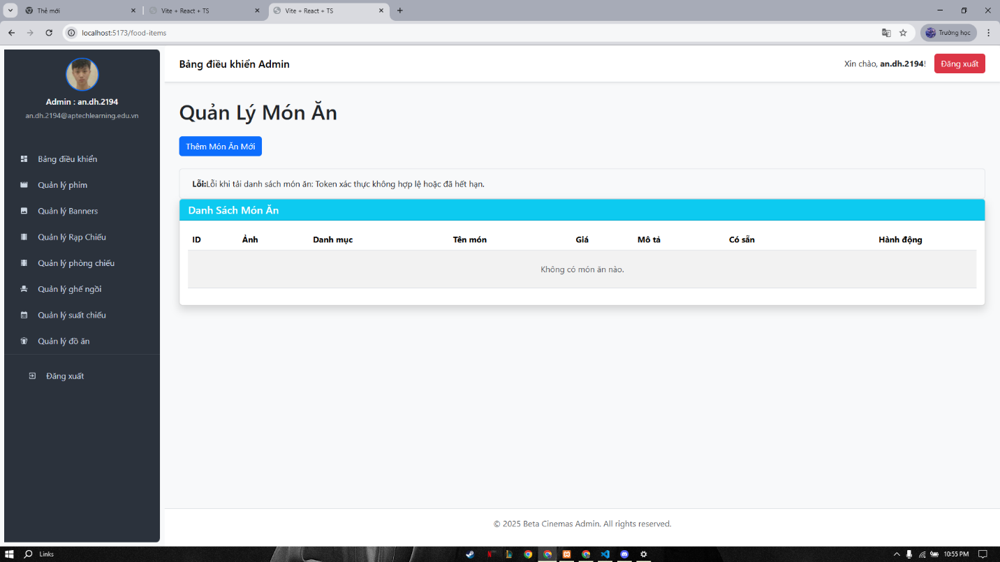 Thẻ mới
Vite + React + TS
Vite + React + TS
localhost:5173/food-items
Trường học
Admin : an.dh.2194
an.dh.2194@aptechlearning.edu.vn
Bảng điều khiển
Quản lý phim
Quản lý Banners
Quản lý Rạp Chiếu
Quản lý phòng chiếu
Quản lý ghế ngồi
Quản lý suất chiếu
Quản lý đồ ăn
Đăng xuất
Bảng điều khiển Admin
Xin chào, an.dh.2194!
Đăng xuất
Quản Lý Món Ăn
Thêm Món Ăn Mới
Lỗi:Lỗi khi tải danh sách món ăn: Token xác thực không hợp lệ hoặc đã hết hạn.
Danh Sách Món Ăn
ID Ảnh Danh mục Tên món Giá Mô tả Có sẵn Hành động
Không có món ăn nào.
© 2025 Beta Cinemas Admin. All rights reserved.
Links
10:55 PM